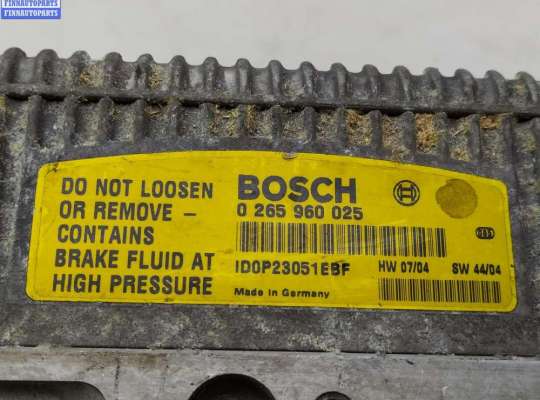 FINNAUTOPARTS
FinnAutoparts
DO NOT LOOSEN
OR REMOVE –
CONTAINS
BRAKE FLUID AT
HIGH PRESSURE
BOSCH
0 265 960 025
ID0P23051EBF
Made in Germany
HW 07/04 SW 44/04